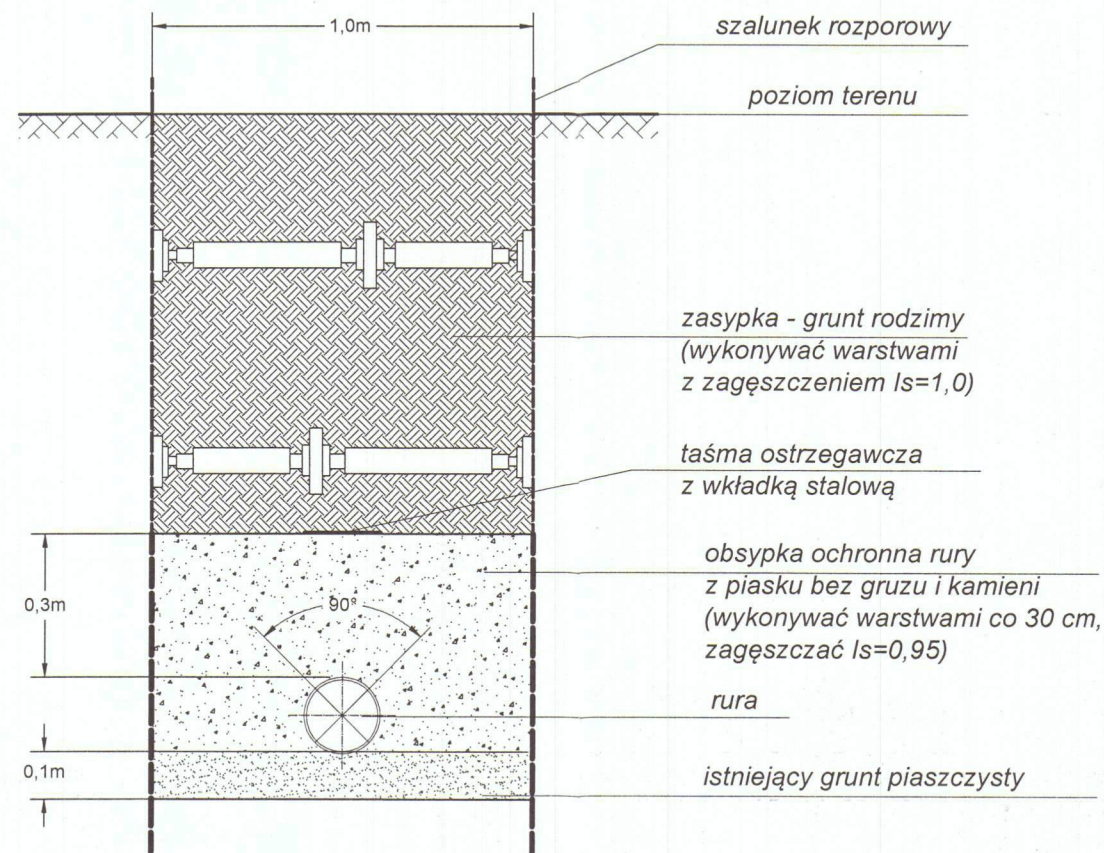 1,0m
szalunek rozporowy
poziom terenu
zasypka - grunt rodzimy
(wykonywać warstwami
z zagęszczeniem Is=1,0)
taśma ostrzegawcza
z wkładką stalową
obsypka ochronna rury
z piasku bez gruzu i kamieni
(wykonywać warstwami co 30 cm,
zagęszczać Is=0,95)
0,3m
90º
rura
0,1m
istniejący grunt piaszczysty